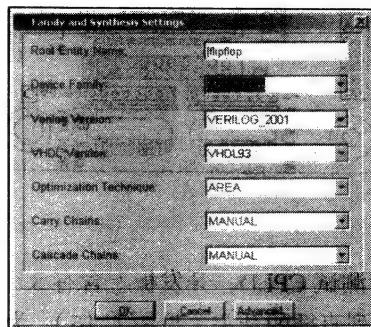 Family and Synthesis Settings
Root Entity Name: flipflop
Device Family:
Verilog Version: VERILOG_2001
VHDL Version: VHDL93
Optimization Technique: AREA
Carry Chains: MANUAL
Cascade Chains: MANUAL
OK Cancel Advanced